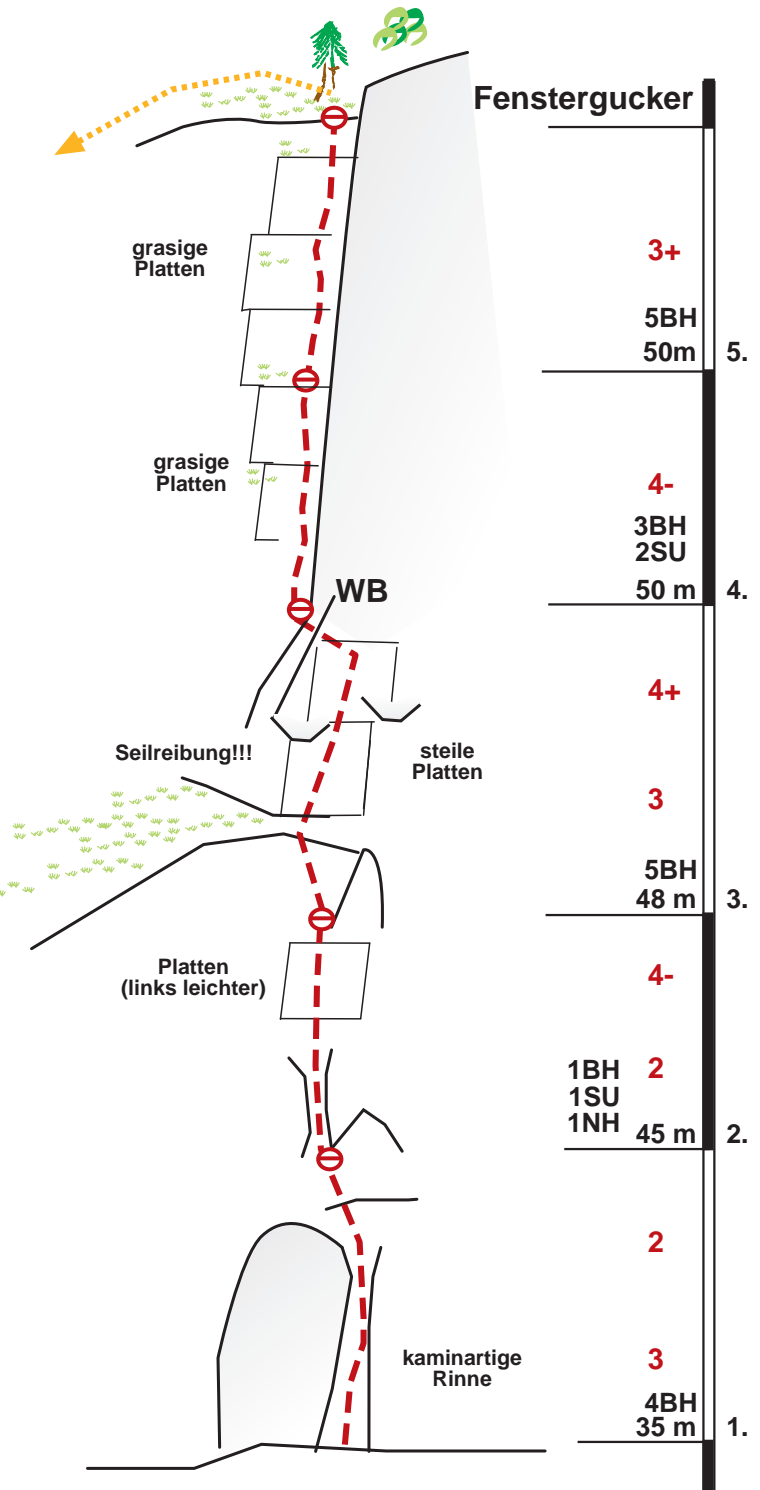 Fenstergucker
grasige
Platten
3+
5BH
50m
5.
grasige
Platten
4-
3BH
2SU
50 m
4.
WB
4+
Seilreibung!!!
steile
Platten
3
5BH
48 m
3.
Platten
(links leichter)
4-
2
1BH
1SU
1NH
45 m
2.
2
kaminartige
Rinne
3
4BH
35 m
1.